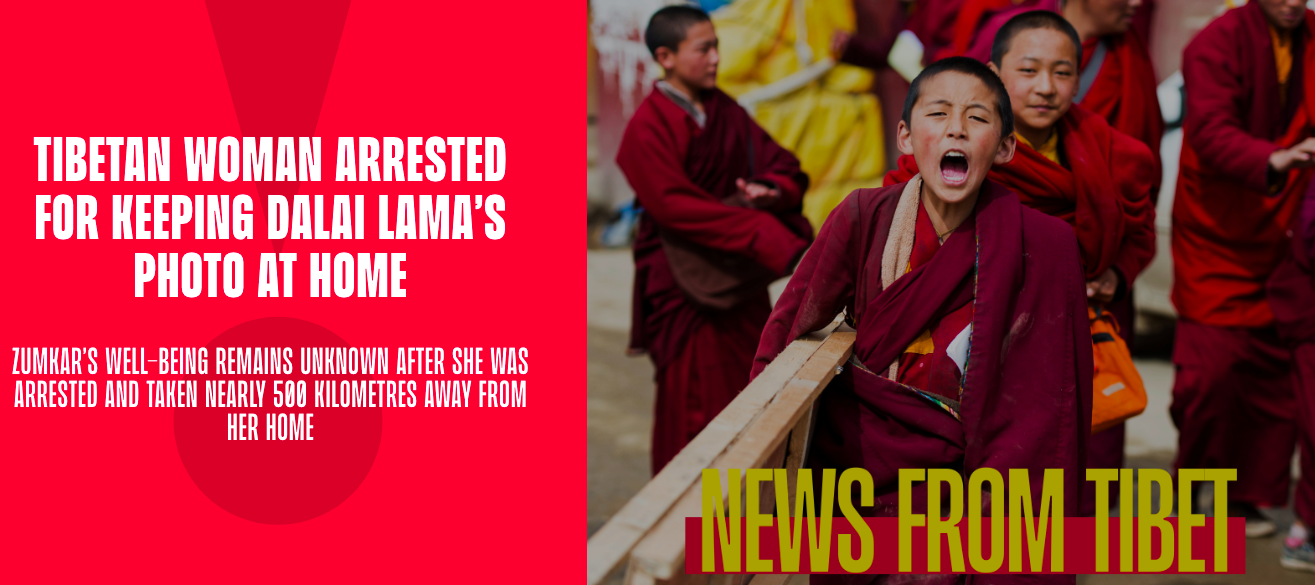 TIBETAN WOMAN ARRESTED
FOR KEEPING DALAI LAMA'S
PHOTO AT HOME
ZUMKAR'S WELL-BEING REMAINS UNKNOWN AFTER SHE WAS
ARRESTED AND TAKEN NEARLY 500 KILOMETRES AWAY FROM
HER HOME
NEWS FROM TIBET